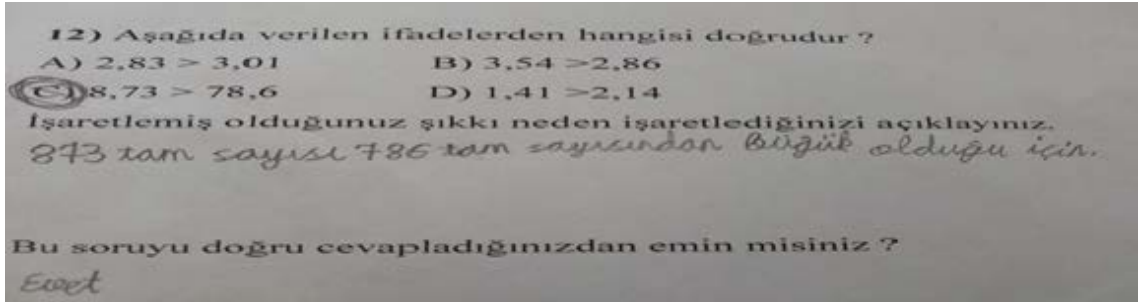 12) Aşağıda verilen ifadelerden hangisi doğrudur ?
A) 2,83 > 3,01 B) 3,54 >2,86
C) 8,73 > 78,6 D) 1,41 >2,14
İşaretlemiş olduğunuz şıkkı neden işaretlediğinizi açıklayınız.
873 tam sayısı 786 tam sayısından Büyük olduğu için.
Bu soruyu doğru cevapladığınızdan emin misiniz ?
Evet